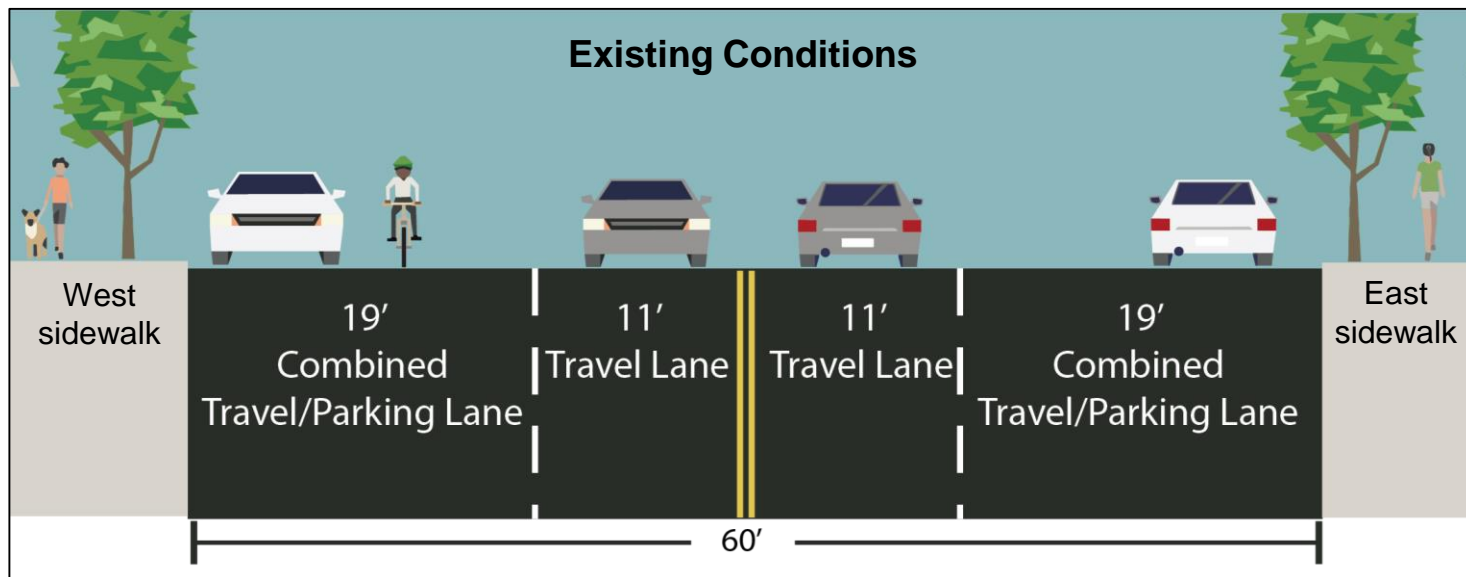 Existing Conditions
West
sidewalk
19’
Combined
Travel/Parking Lane
11’
Travel Lane
11’
Travel Lane
19’
Combined
Travel/Parking Lane
East
sidewalk
60’